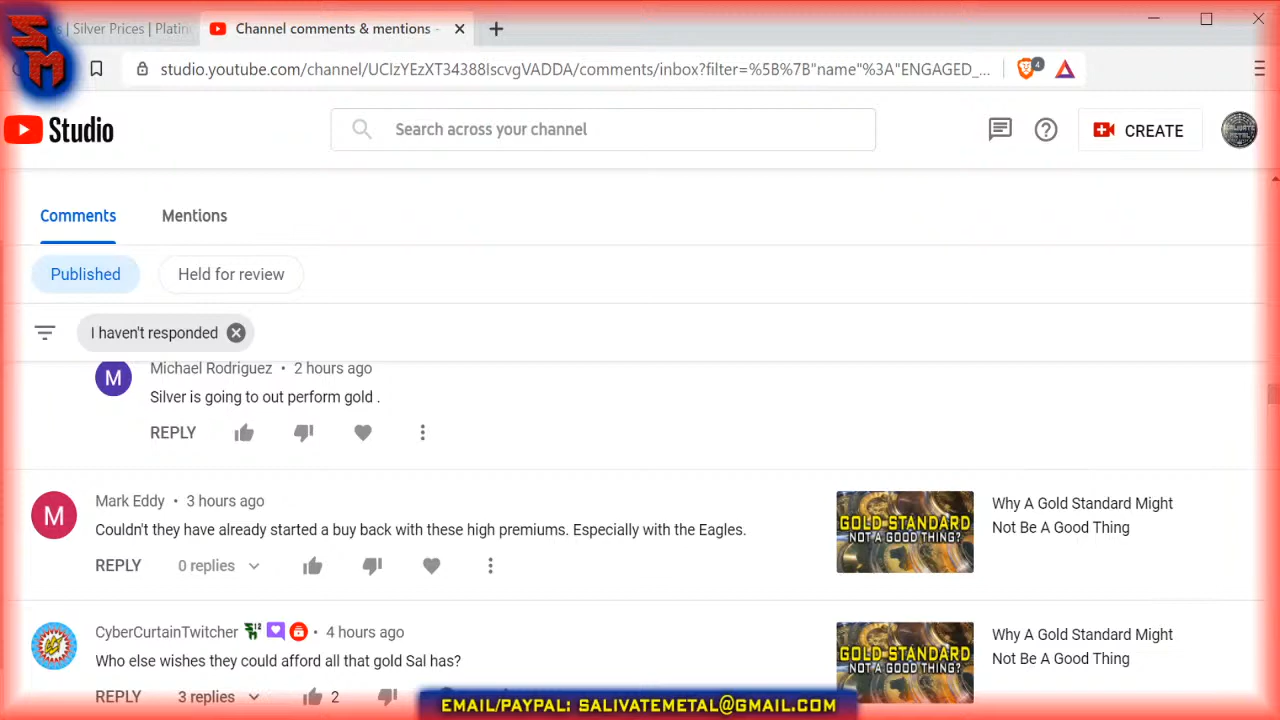 SM
s | Silver Prices | Platin
Channel comments & mentions -
studio.youtube.com/channel/UCIzYEzXT34388IscvgVADDA/comments/inbox?filter=%5B%7B"name"%3A"ENGAGED_...
4
Studio
Search across your channel
CREATE
SALIVATE
METAL
Comments
Mentions
Published
Held for review
I haven't responded
M
Michael Rodriguez • 2 hours ago
Silver is going to out perform gold .
REPLY
M
Mark Eddy • 3 hours ago
Couldn't they have already started a buy back with these high premiums. Especially with the Eagles.
REPLY
0 replies
GOLD STANDARD
NOT A GOOD THING?
Why A Gold Standard Might
Not Be A Good Thing
CyberCurtainTwitcher • 4 hours ago
Who else wishes they could afford all that gold Sal has?
REPLY
3 replies
2
GOLD STANDARD
NOT A GOOD THING?
Why A Gold Standard Might
Not Be A Good Thing
EMAIL/PAYPAL: SALIVATEMETAL@GMAIL.COM